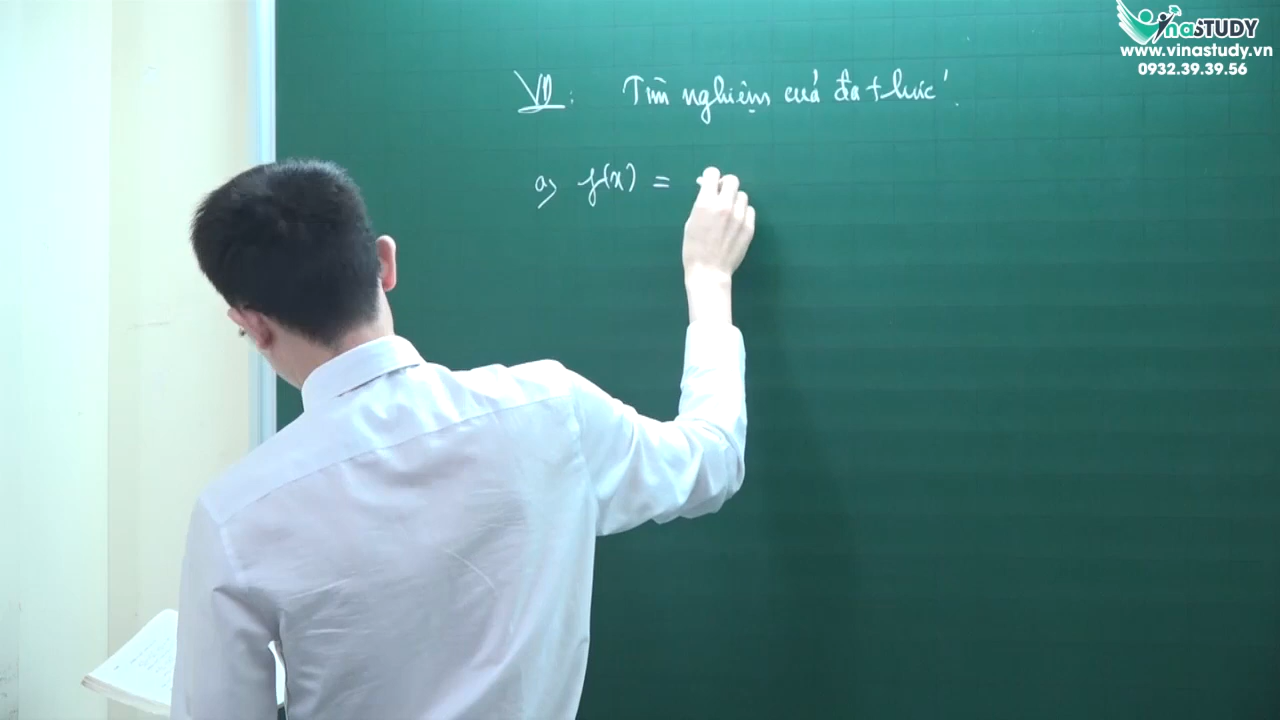 VinaSTUDY
www.vinastudy.vn
0932.39.39.56
VD: Tìm nghiệm của đa thức.
a, f(x) =